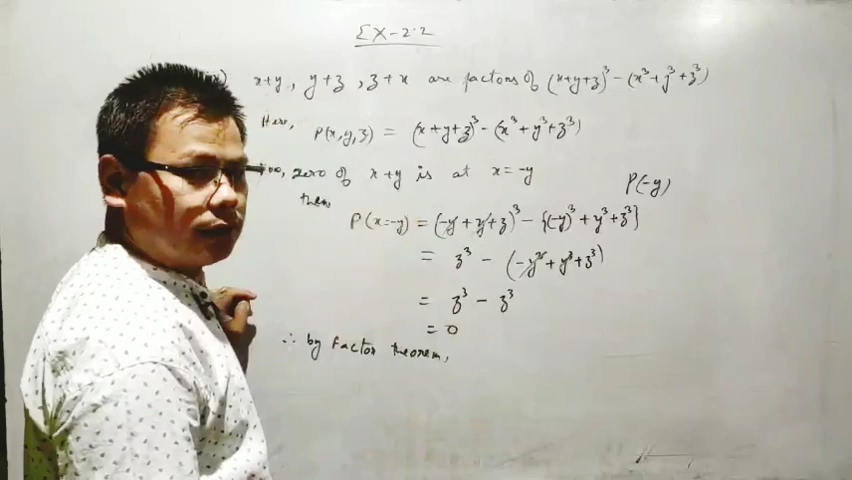 EX-2.2
) x+y, y+z, z+x are factors of (x+y+z)³ - (x³+y³+z³)
Here, P(x,y,z) = (x+y+z)³ - (x³+y³+z³)
zero of x+y is at x=-y
P(-y)
then,
P(x=-y) = (-y+y+z)³ - {(-y)³+y³+z³}
= z³ - (-y³+y³+z³)
= z³ - z³
= 0
∴ by factor theorem,